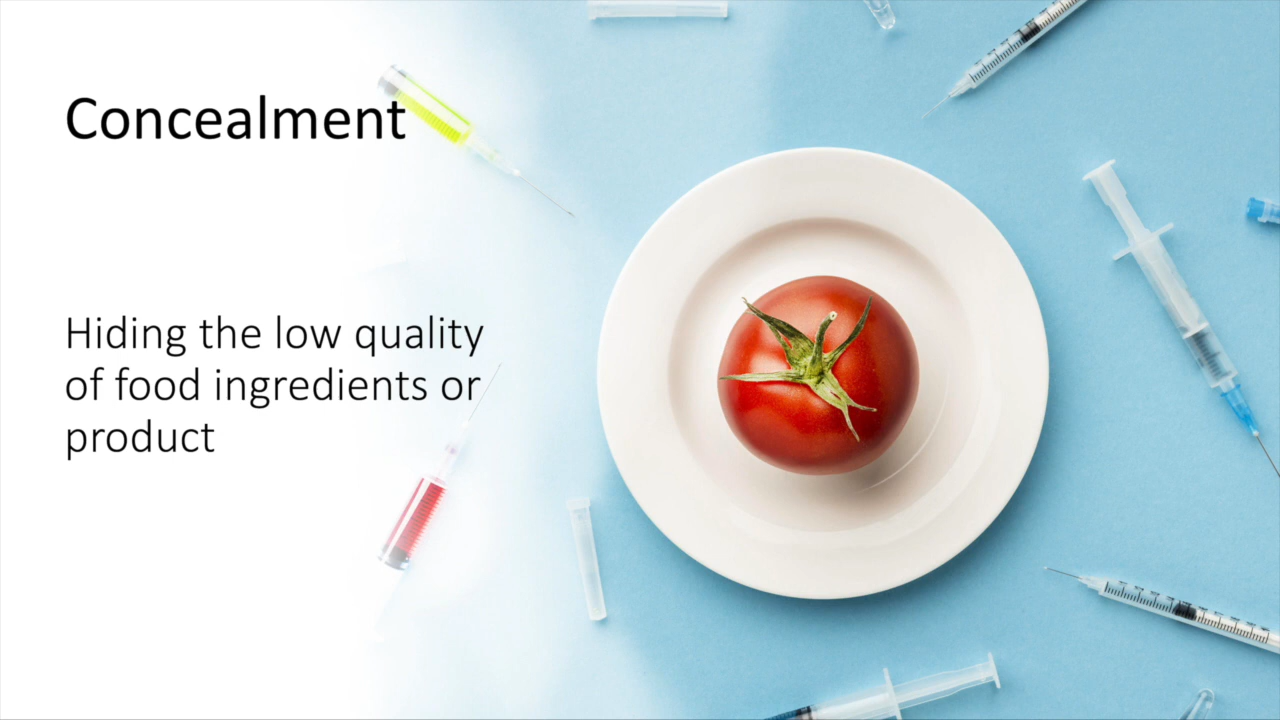 Concealment
Hiding the low quality
of food ingredients or
product